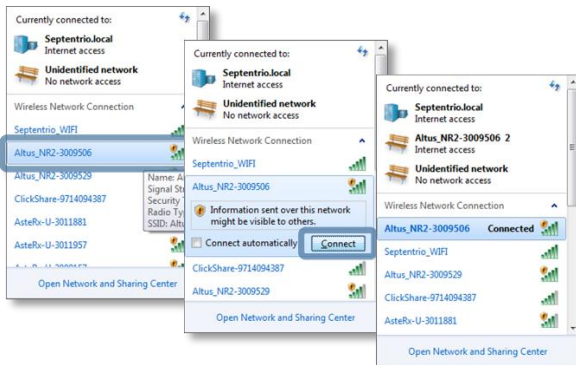 Currently connected to:
Septentrio.local
Internet access
Unidentified network
No network access
Wireless Network Connection
Septentrio_WIFI
Altus_NR2-3009506
Altus_NR2-3009529
ClickShare-9714094387
AsteRx-U-3011881
AsteRx-U-3011957
Name: A
Signal Str
Security
Radio Ty
SSID: Altu
Open Network and Sharing Center
Currently connected to:
Septentrio.local
Internet access
Unidentified network
No network access
Wireless Network Connection
Septentrio_WIFI
Altus_NR2-3009506
Information sent over this network
might be visible to others.
Connect automatically Connect
ClickShare-9714094387
Altus_NR2-3009529
Open Network and Sharing Center
Currently connected to:
Septentrio.local
Internet access
Altus_NR2-3009506 2
Internet access
Unidentified network
No network access
Wireless Network Connection
Altus_NR2-3009506 Connected
Septentrio_WIFI
Altus_NR2-3009529
ClickShare-9714094387
AsteRx-U-3011881
Open Network and Sharing Center